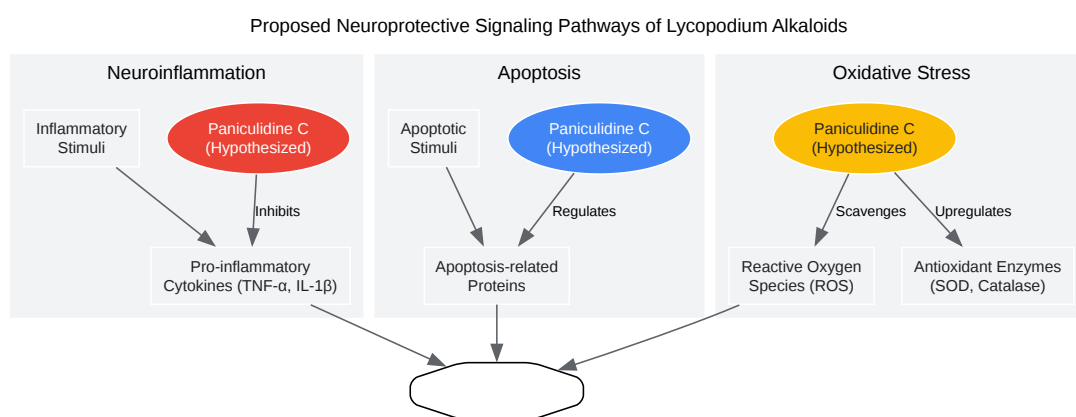 Proposed Neuroprotective Signaling Pathways of Lycopodium Alkaloids
Neuroinflammation
Inflammatory
Stimuli
Paniculidine C
(Hypothesized)
Inhibits
Pro-inflammatory
Cytokines (TNF-α, IL-1β)
Apoptosis
Apoptotic
Stimuli
Paniculidine C
(Hypothesized)
Regulates
Apoptosis-related
Proteins
Oxidative Stress
Paniculidine C
(Hypothesized)
Scavenges
Upregulates
Reactive Oxygen
Species (ROS)
Antioxidant Enzymes
(SOD, Catalase)